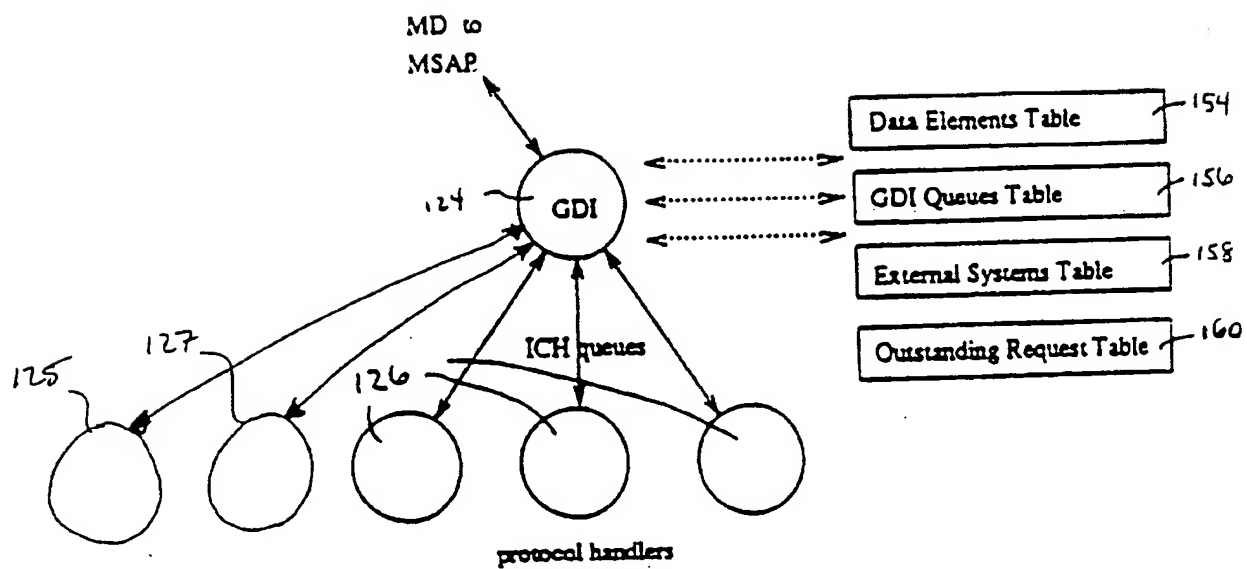 MD to
MSAP
Data Elements Table
154
124
GDI
GDI Queues Table
156
External Systems Table
158
ICH queues
Outstanding Request Table
160
125
127
126
protocol handlers